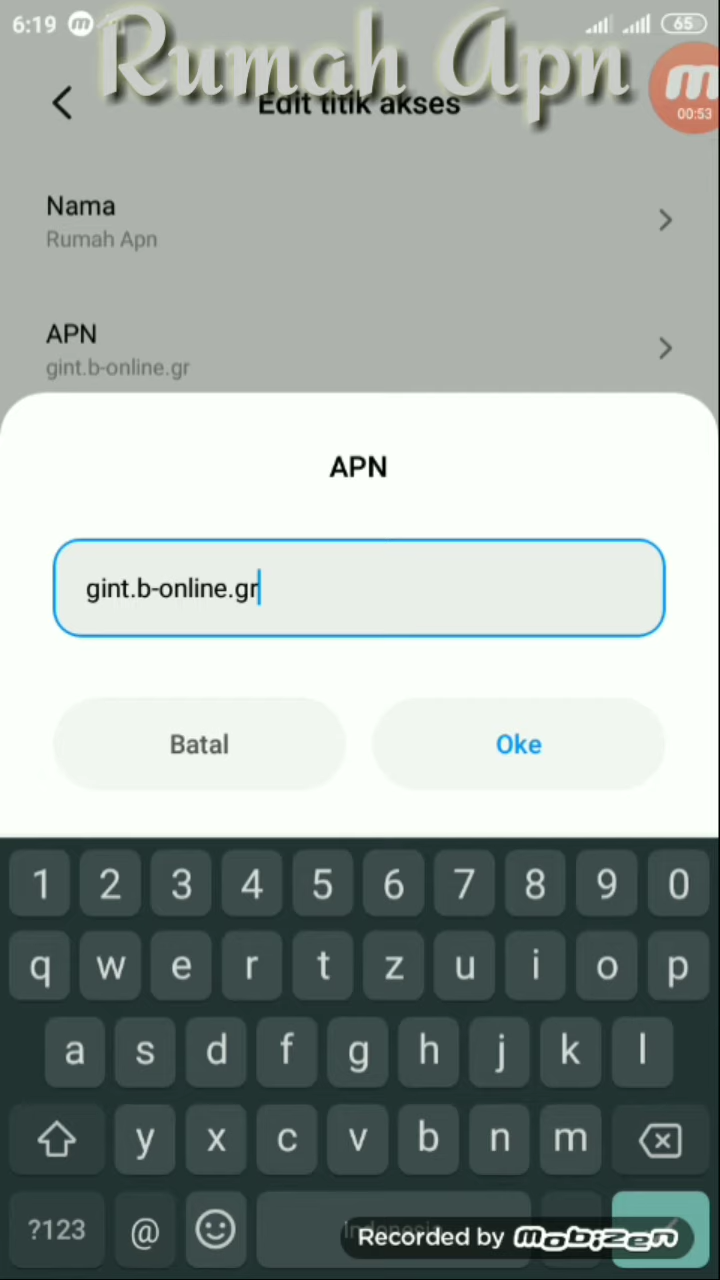 6:19 m 65
Rumah Apn
Edit titik akses
m
00:53
Nama
Rumah Apn
APN
gint.b-online.gr
APN
gint.b-online.gr
Batal Oke
1 2 3 4 5 6 7 8 9 0
q w e r t z u i o p
a s d f g h j k l
y x c v b n m
?123 @ Indonesia
Recorded by mobizen